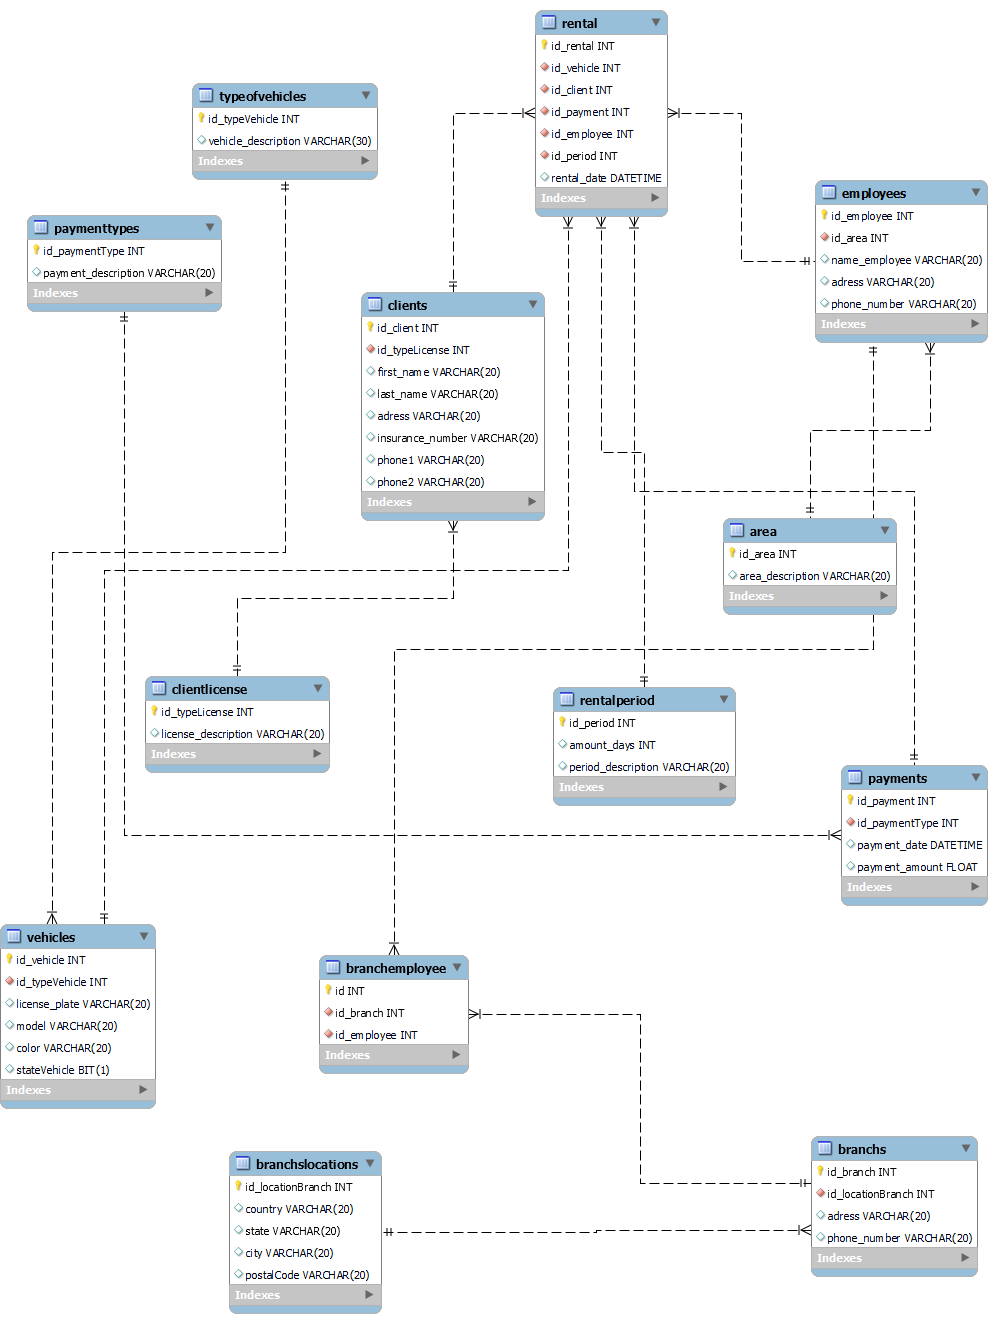 rental
id_rental INT
id_vehicle INT
id_client INT
id_payment INT
id_employee INT
id_period INT
rental_date DATETIME
Indexes
typeofvehicles
id_typeVehicle INT
vehicle_description VARCHAR(30)
Indexes
employees
id_employee INT
id_area INT
name_employee VARCHAR(20)
adress VARCHAR(20)
phone_number VARCHAR(20)
Indexes
paymenttypes
id_paymentType INT
payment_description VARCHAR(20)
Indexes
clients
id_client INT
id_typeLicense INT
first_name VARCHAR(20)
last_name VARCHAR(20)
adress VARCHAR(20)
insurance_number VARCHAR(20)
phone1 VARCHAR(20)
phone2 VARCHAR(20)
Indexes
area
id_area INT
area_description VARCHAR(20)
Indexes
clientlicense
id_typeLicense INT
license_description VARCHAR(20)
Indexes
rentalperiod
id_period INT
amount_days INT
period_description VARCHAR(20)
Indexes
payments
id_payment INT
id_paymentType INT
payment_date DATETIME
payment_amount FLOAT
Indexes
vehicles
id_vehicle INT
id_typeVehicle INT
license_plate VARCHAR(20)
model VARCHAR(20)
color VARCHAR(20)
stateVehicle BIT(1)
Indexes
branchemployee
id INT
id_branch INT
id_employee INT
Indexes
branchs
id_branch INT
id_locationBranch INT
adress VARCHAR(20)
phone_number VARCHAR(20)
Indexes
branchslocations
id_locationBranch INT
country VARCHAR(20)
state VARCHAR(20)
city VARCHAR(20)
postalCode VARCHAR(20)
Indexes